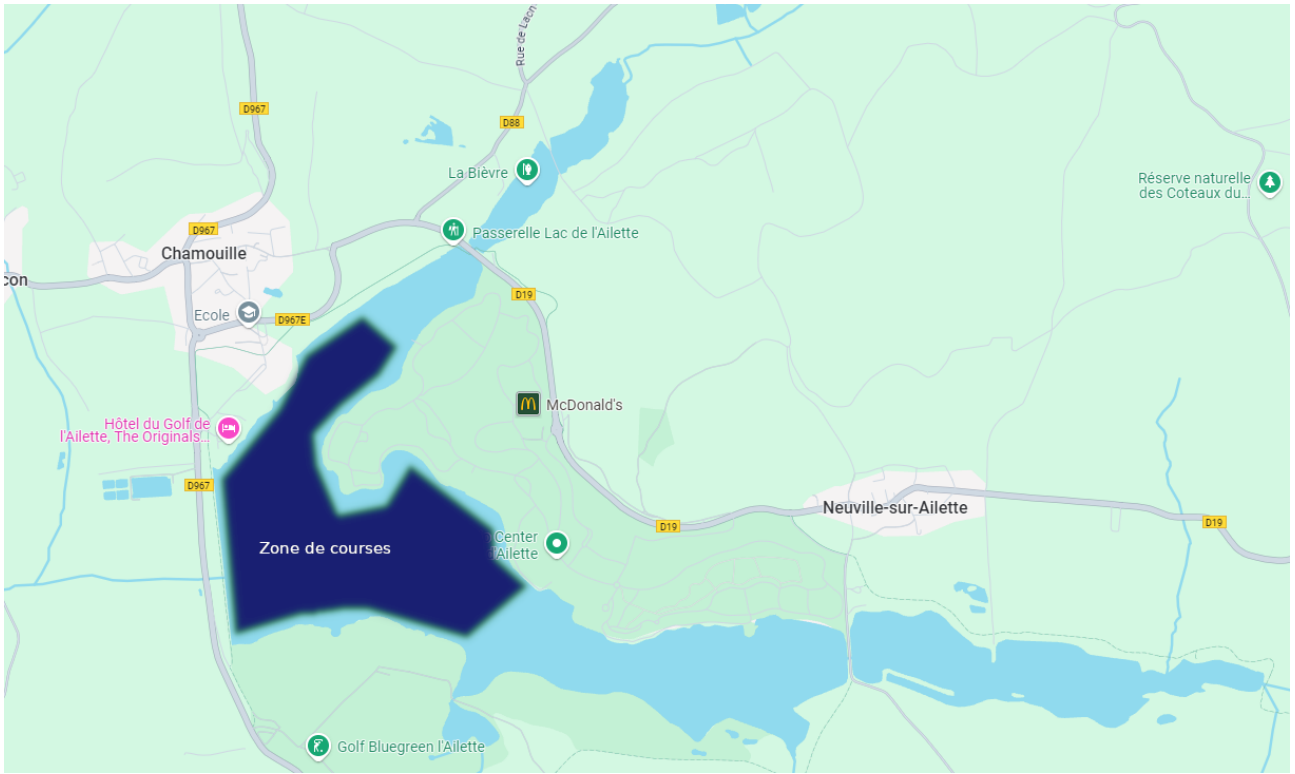 Rue de Laon
D967
D88
La Bièvre
Réserve naturelle
des Coteaux du...
D967
Passerelle Lac de l'Ailette
Chamouille
con
D19
Ecole
D967E
McDonald's
Hôtel du Golf de
l'Ailette, The Originals...
D967
Neuville-sur-Ailette
D19
D19
Center
'Ailette
Zone de courses
Golf Bluegreen l'Ailette